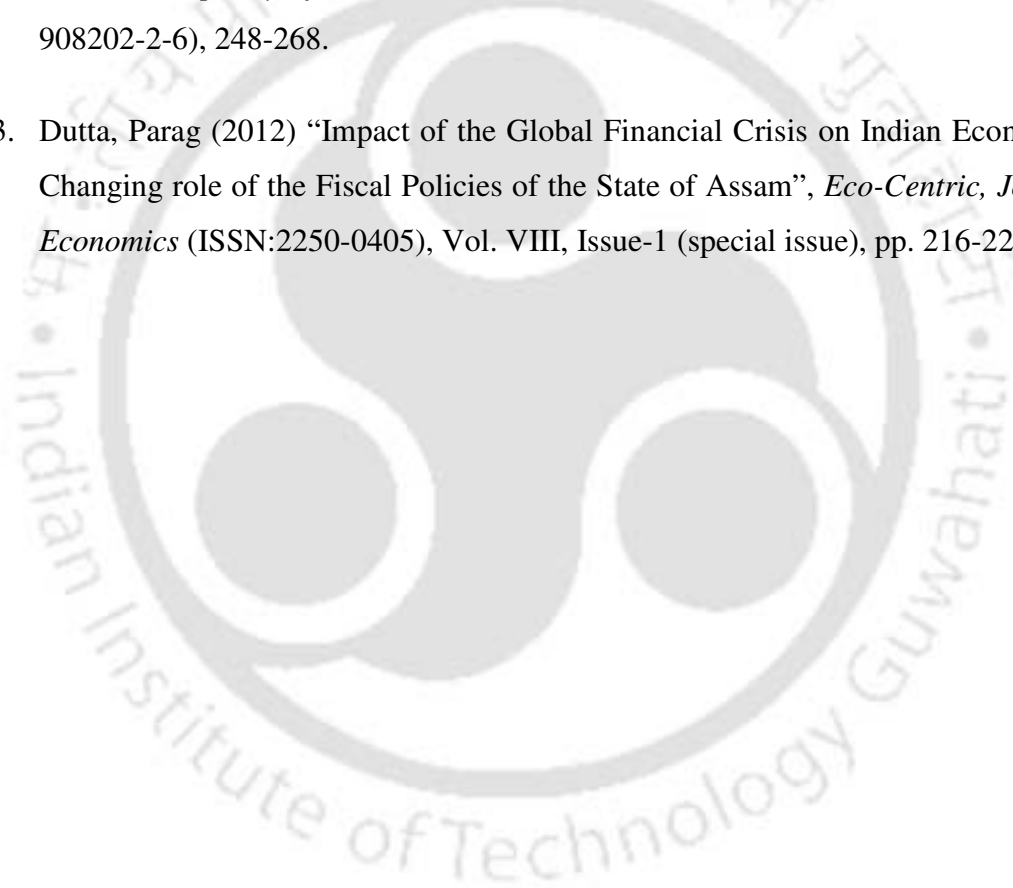 908202-2-6), 248-268.
3. Dutta, Parag (2012) “Impact of the Global Financial Crisis on Indian Econ
Changing role of the Fiscal Policies of the State of Assam”, Eco-Centric, J
Economics (ISSN:2250-0405), Vol. VIII, Issue-1 (special issue), pp. 216-22
Indian Institute of Technology Guwahati